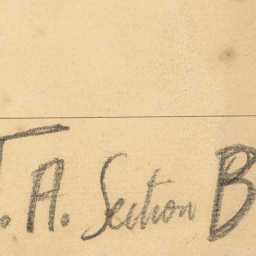 T. A. Section B